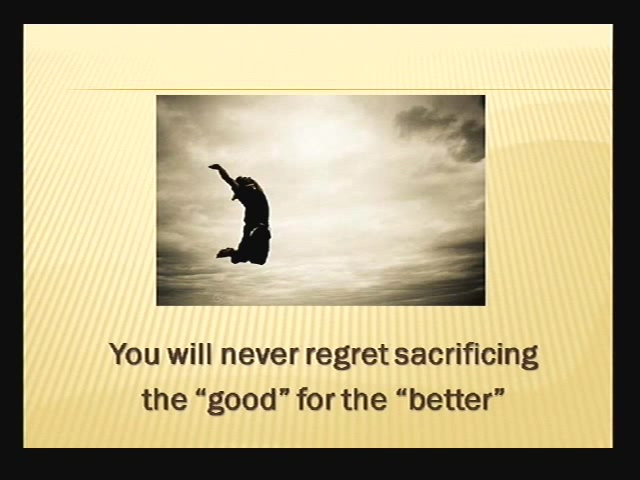 You will never regret sacrificing
the “good” for the “better”